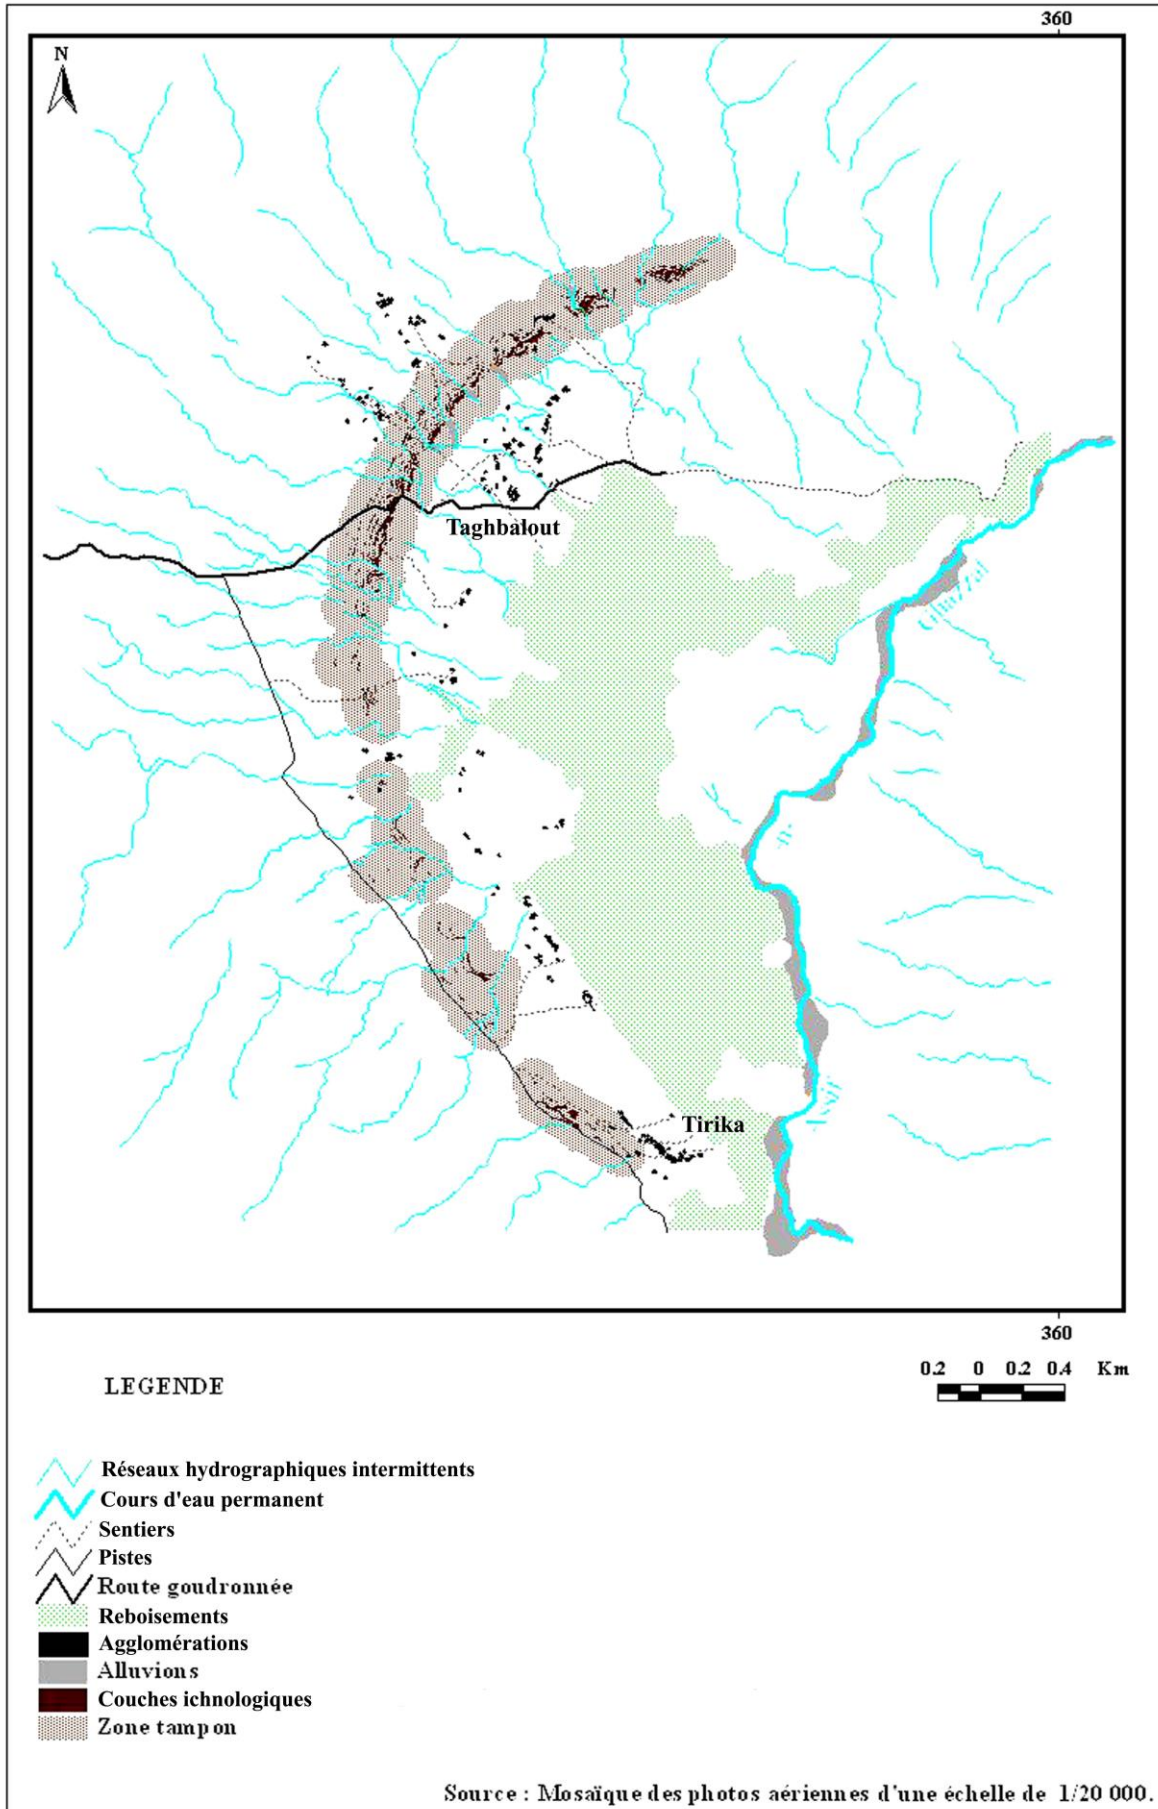 360
N
Taghbalout
Tirika
360
0.2 0 0.2 0.4 Km
LEGENDE
Réseaux hydrographiques intermittents
Cours d'eau permanent
Sentiers
Pistes
Route goudronnée
Reboisements
Agglomérations
Alluvions
Couches ichnologiques
Zone tampon
Source : Mosaïque des photos aériennes d'une échelle de 1/20 000.